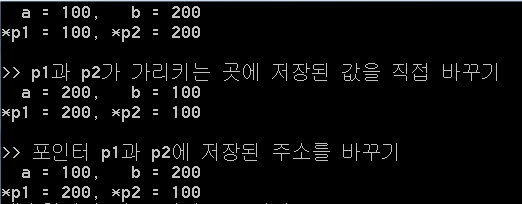 a = 100, b = 200
*p1 = 100, *p2 = 200
>> p1과 p2가 가리키는 곳에 저장된 값을 직접 바꾸기
a = 200, b = 100
*p1 = 200, *p2 = 100
>> 포인터 p1과 p2에 저장된 주소를 바꾸기
a = 100, b = 200
*p1 = 200, *p2 = 100